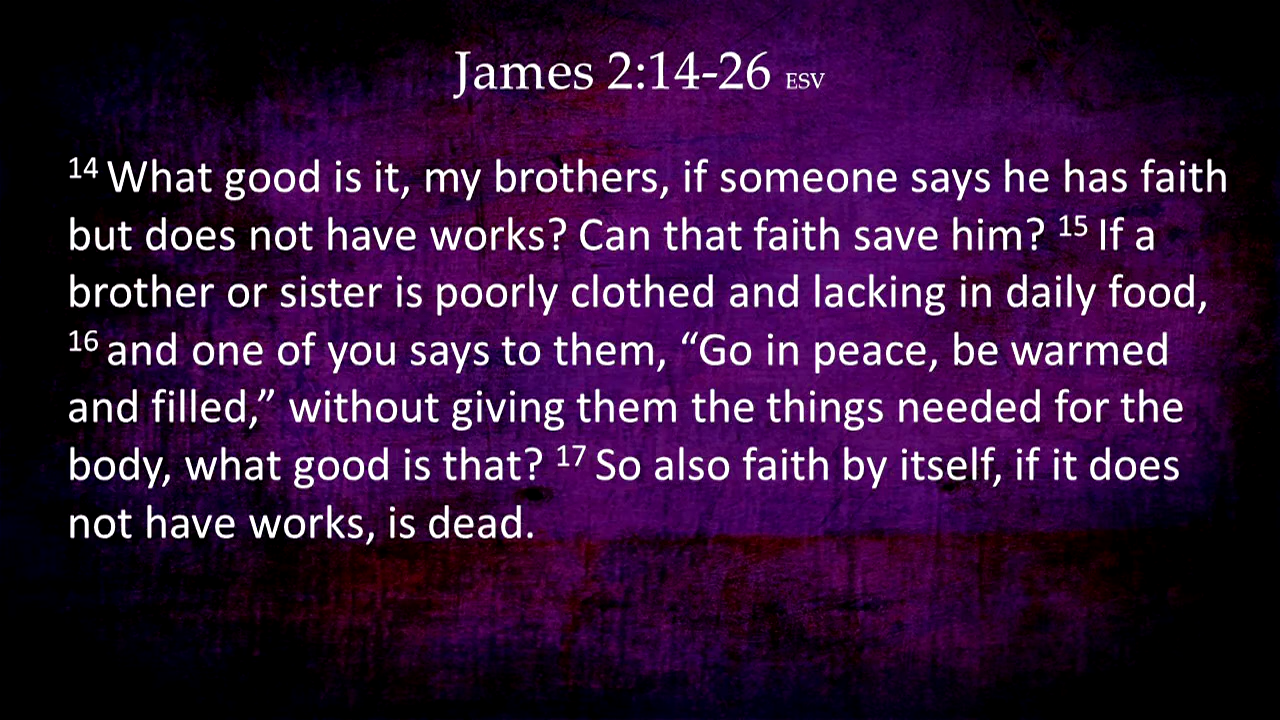 James 2:14-26 ESV
14 What good is it, my brothers, if someone says he has faith
but does not have works? Can that faith save him? 15 If a
brother or sister is poorly clothed and lacking in daily food,
16 and one of you says to them, “Go in peace, be warmed
and filled,” without giving them the things needed for the
body, what good is that? 17 So also faith by itself, if it does
not have works, is dead.